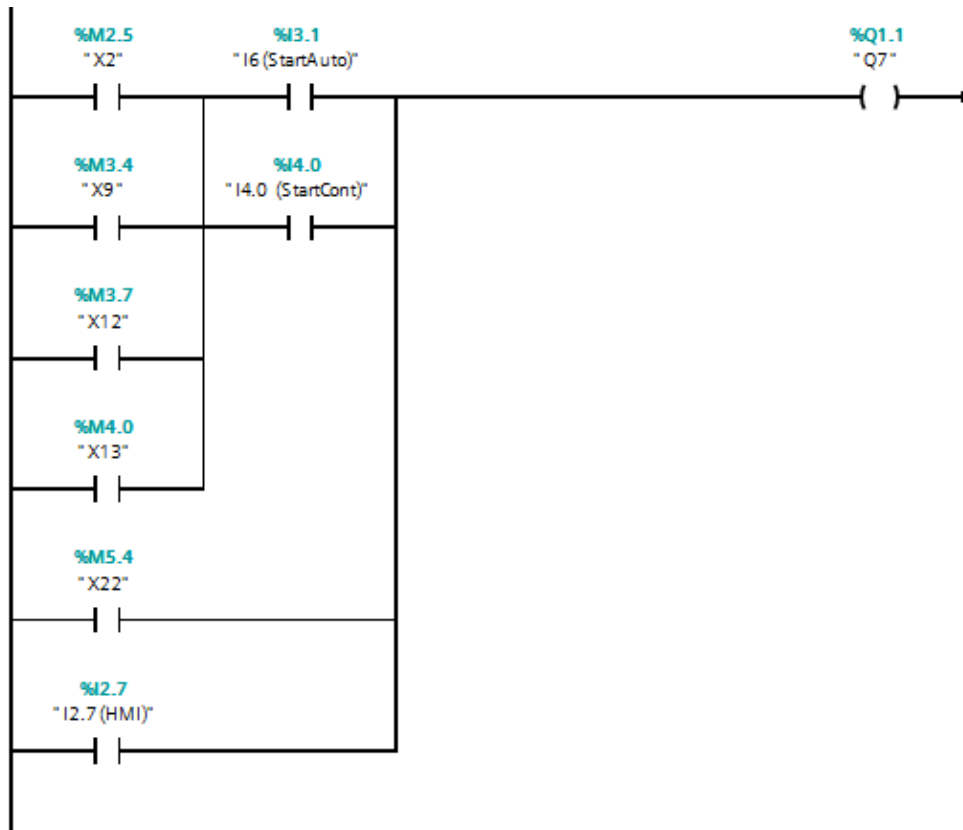 %M2.5 %I3.1 %Q1.1
"X2" "I6 (StartAuto)" "Q7"
%M3.4 %I4.0
"X9" "I4.0 (StartCont)"
%M3.7
"X12"
%M4.0
"X13"
%M5.4
"X22"
%I2.7
"I2.7 (HMI)"